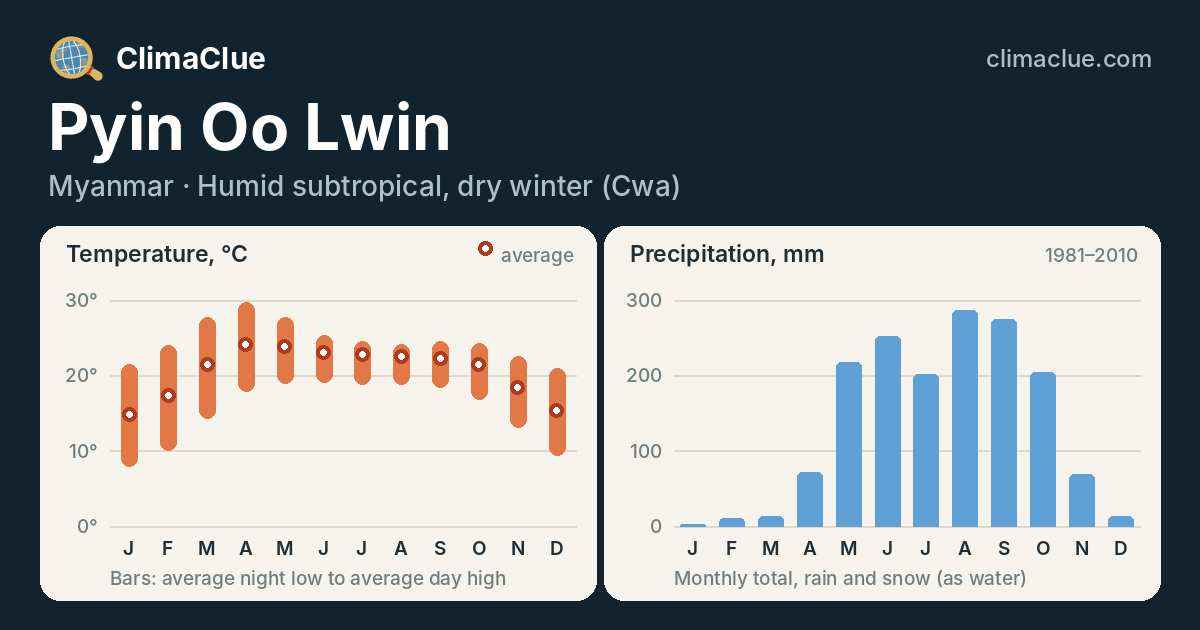 ClimaClue
climaclue.com
Pyin Oo Lwin
Myanmar · Humid subtropical, dry winter (Cwa)
Temperature, °C
average
30°
20°
10°
0°
J F M A M J J A S O N D
Bars: average night low to average day high
Precipitation, mm
1981–2010
300
200
100
0
J F M A M J J A S O N D
Monthly total, rain and snow (as water)